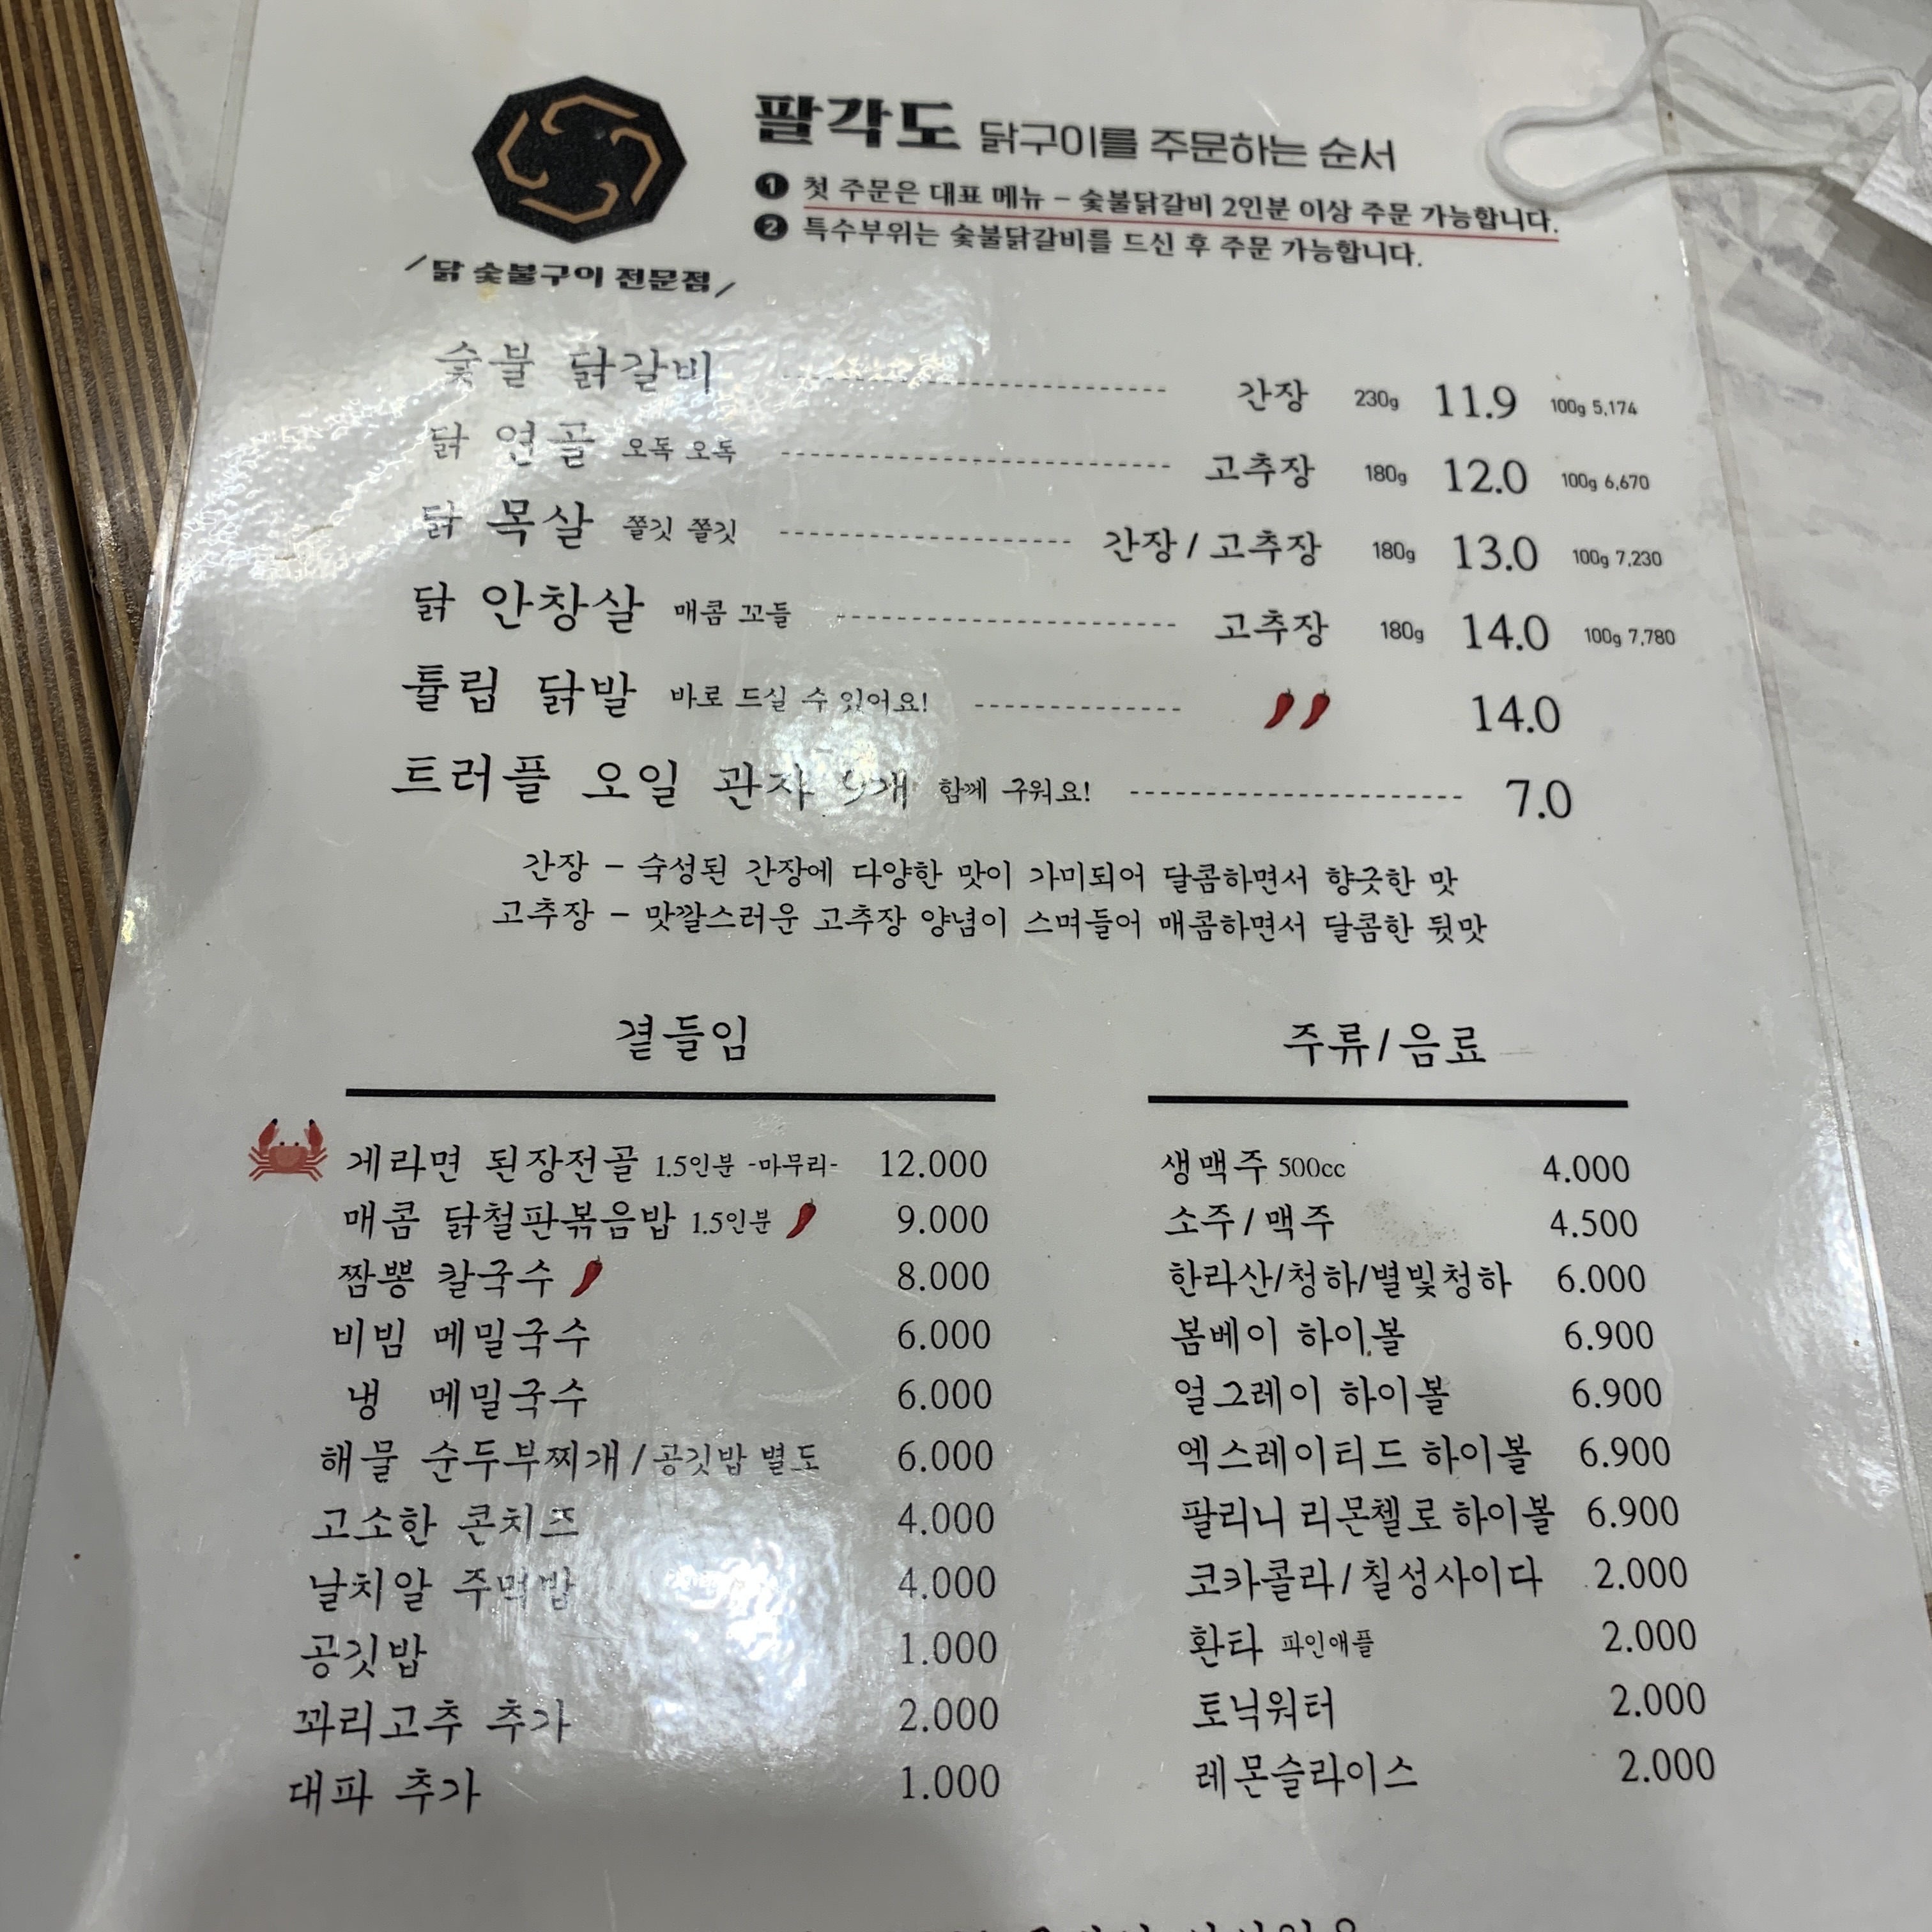 팔각도 닭구이를 주문하는 순서
❶ 첫 주문은 대표 메뉴 - 숯불닭갈비 2인분 이상 주문 가능합니다.
❷ 특수부위는 숯불닭갈비를 드신 후 주문 가능합니다.
/ 닭 숯불구이 전문점 /
숯불 닭갈비 간장 230g 11.9 100g 5,174
닭 연골 오독 오독 고추장 180g 12.0 100g 6,670
닭 목살 쫄깃 쫄깃 간장 / 고추장 180g 13.0 100g 7,230
닭 안창살 매콤 꼬들 고추장 180g 14.0 100g 7,780
튤립 닭발 바로 드실 수 있어요! 14.0
트러플 오일 관자 함께 구워요! 7.0
간장 - 숙성된 간장에 다양한 맛이 가미되어 달콤하면서 향긋한 맛
고추장 - 맛깔스러운 고추장 양념이 스며들어 매콤하면서 달콤한 뒷맛
곁들임
게라면 된장전골 1.5인분 -마무리- 12.000
매콤 닭철판볶음밥 1.5인분 9.000
짬뽕 칼국수 8.000
비빔 메밀국수 6.000
냉 메밀국수 6.000
해물 순두부찌개 / 공깃밥 별도 6.000
고소한 콘치즈 4.000
날치알 주먹밥 4.000
공깃밥 1.000
꽈리고추 추가 2.000
대파 추가 1.000
주류/음료
생맥주 500cc 4.000
소주/맥주 4.500
한라산/청하/별빛청하 6.000
봄베이 하이볼 6.900
얼그레이 하이볼 6.900
엑스레이티드 하이볼 6.900
팔리니 리몬첼로 하이볼 6.900
코카콜라/칠성사이다 2.000
환타 파인애플 2.000
토닉워터 2.000
레몬슬라이스 2.000